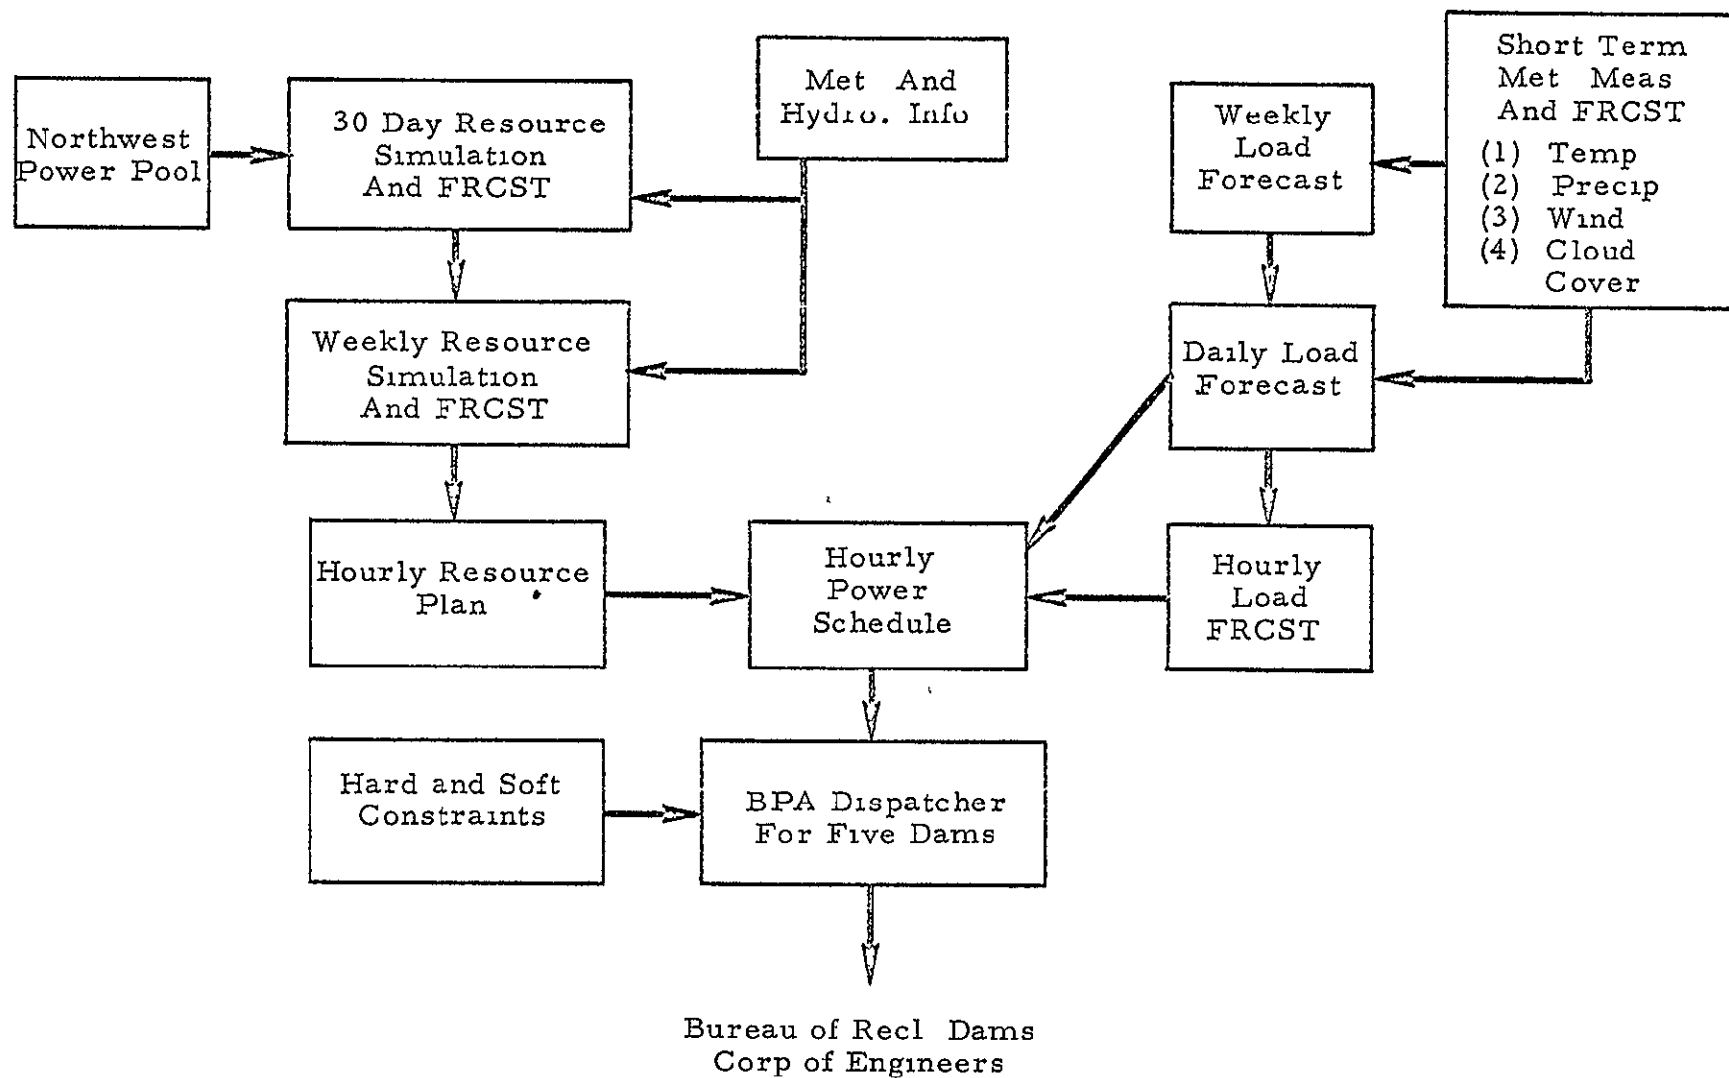 Northwest
Power Pool
30 Day Resource
Simulation
And FRCST
Met And
Hydro. Info
Weekly
Load
Forecast
Short Term
Met Meas
And FRCST
(1) Temp
(2) Precip
(3) Wind
(4) Cloud
Cover
Weekly Resource
Simulation
And FRCST
Daily Load
Forecast
Hourly Resource
Plan
Hourly
Power
Schedule
Hourly
Load
FRCST
Hard and Soft
Constraints
BPA Dispatcher
For Five Dams
Bureau of Recl Dams
Corp of Engineers